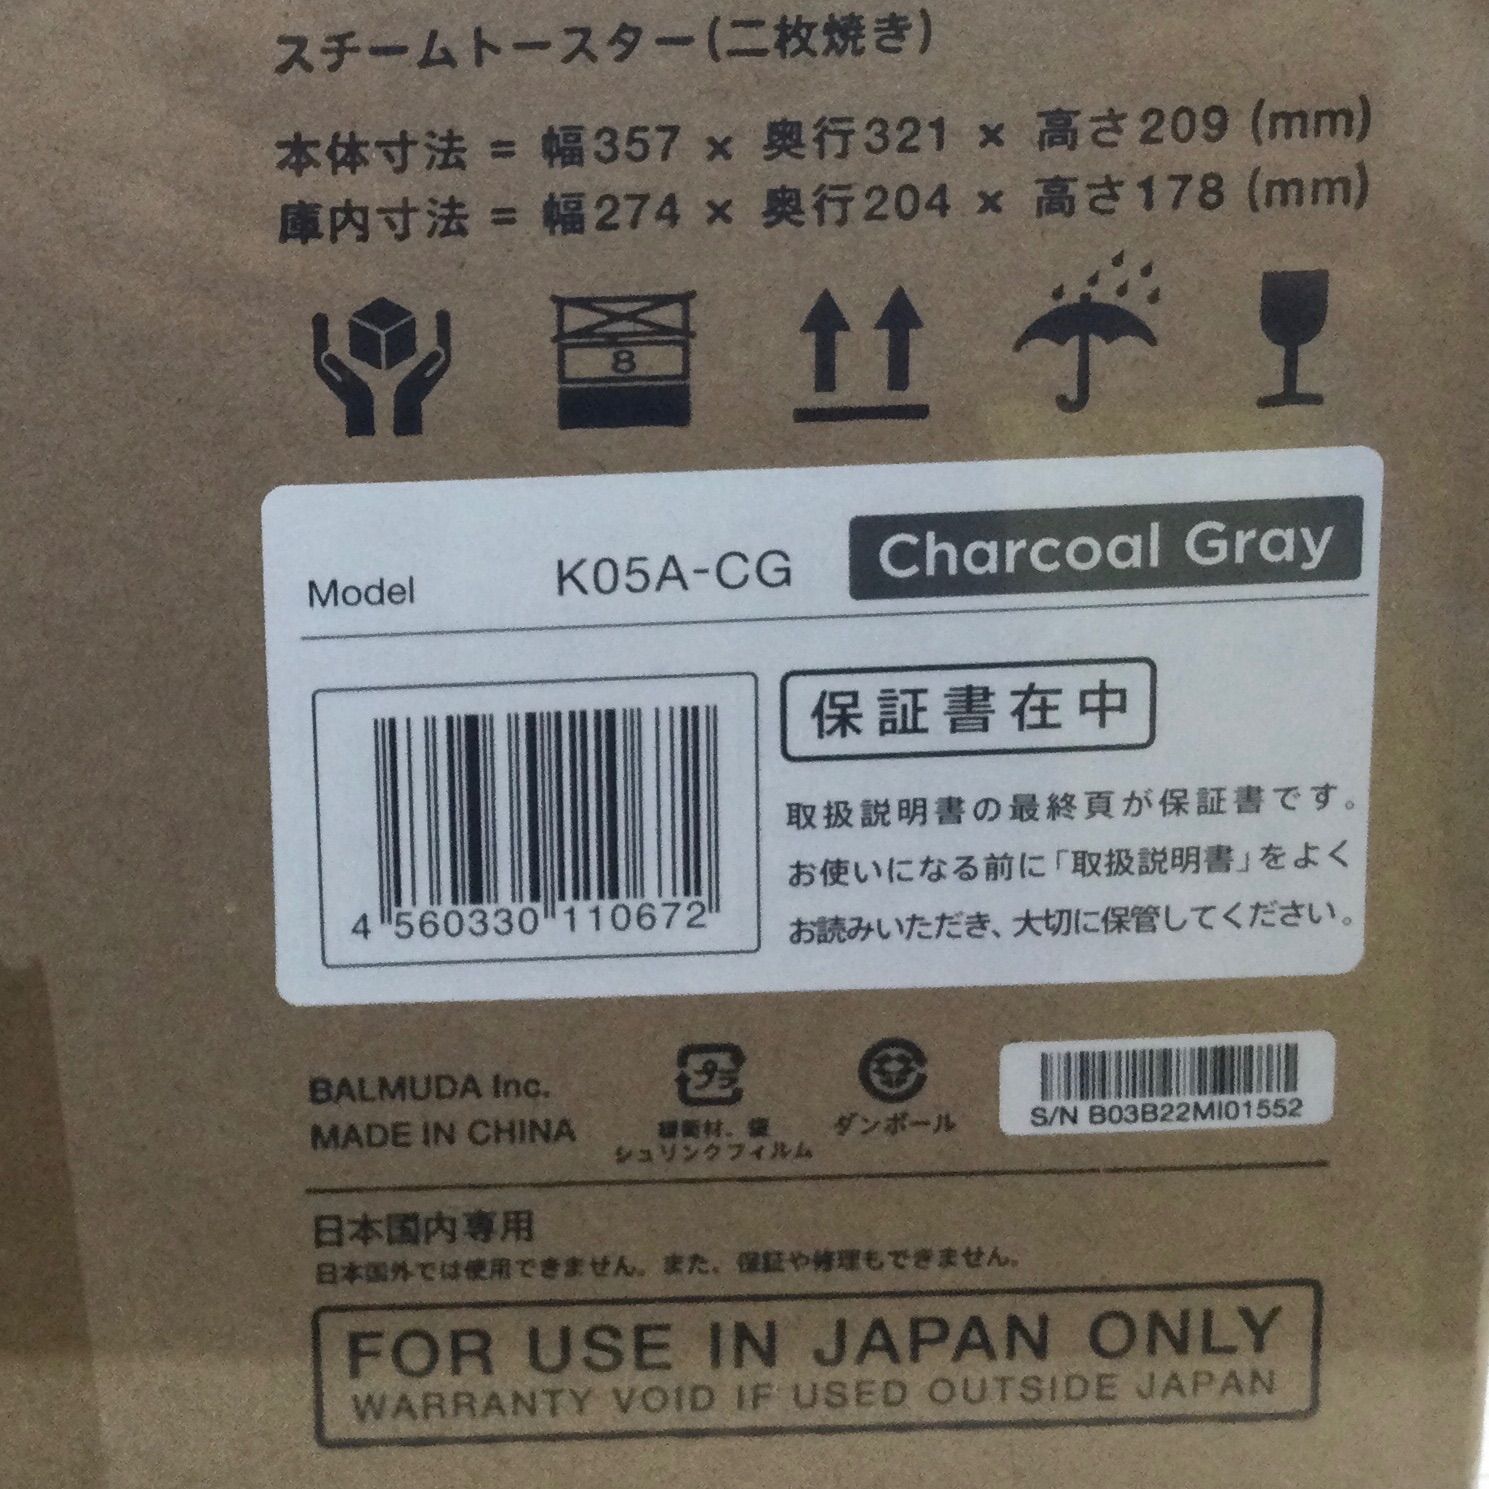 スチームトースター(二枚焼き)
本体寸法 = 幅357 × 奥行321 × 高さ209 (mm)
庫内寸法 = 幅274 × 奥行204 × 高さ178 (mm)
8
Model K05A-CG Charcoal Gray
保証書在中
取扱説明書の最終頁が保証書です。
お使いになる前に「取扱説明書」をよく
お読みいただき、大切に保管してください。
4 560330 110672
BALMUDA Inc.
MADE IN CHINA
プラ
緩衝材、袋
シュリンクフィルム
ダンボール
S/N B03B22MI01552
日本国内専用
日本国外では使用できません。また、保証や修理もできません。
FOR USE IN JAPAN ONLY
WARRANTY VOID IF USED OUTSIDE JAPAN